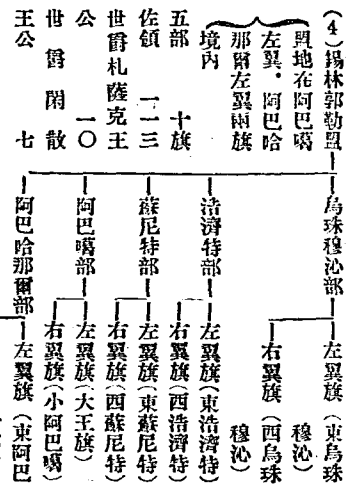 (4)錫林郭勒盟
盟地在阿巴噶
左翼．阿巴哈
那爾左翼兩旗
境內
五部　十旗
佐領　一一三
世爵札薩克王
公　一〇
世爵閑散
王公　七
烏珠穆沁部
左翼旗（東烏珠
穆沁）
右翼旗（西烏珠
穆沁）
浩濟特部
左翼旗（東浩濟特）
右翼旗（西浩濟特）
蘇尼特部
左翼旗（東蘇尼特）
右翼旗（西蘇尼特）
阿巴噶部
左翼旗（大王旗）
右翼旗（小阿巴噶）
阿巴哈那爾部
左翼旗（東阿巴